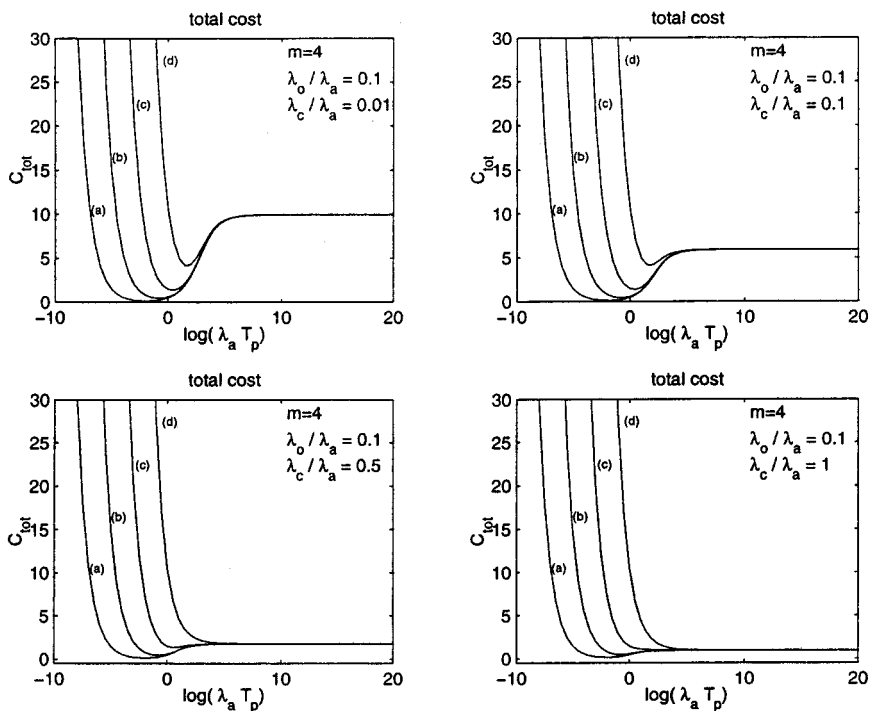 total cost
30
25
20
15
10
5
0
C_tot
m=4
λ_o / λ_a = 0.1
λ_c / λ_a = 0.01
(a)
(b)
(c)
(d)
−10
0
10
20
log( λ_a T_p)
total cost
30
25
20
15
10
5
0
C_tot
m=4
λ_o / λ_a = 0.1
λ_c / λ_a = 0.1
(a)
(b)
(c)
(d)
−10
0
10
20
log( λ_a T_p)
total cost
30
25
20
15
10
5
0
C_tot
m=4
λ_o / λ_a = 0.1
λ_c / λ_a = 0.5
(a)
(b)
(c)
(d)
−10
0
10
20
log( λ_a T_p)
total cost
30
25
20
15
10
5
0
C_tot
m=4
λ_o / λ_a = 0.1
λ_c / λ_a = 1
(a)
(b)
(c)
(d)
−10
0
10
20
log( λ_a T_p)